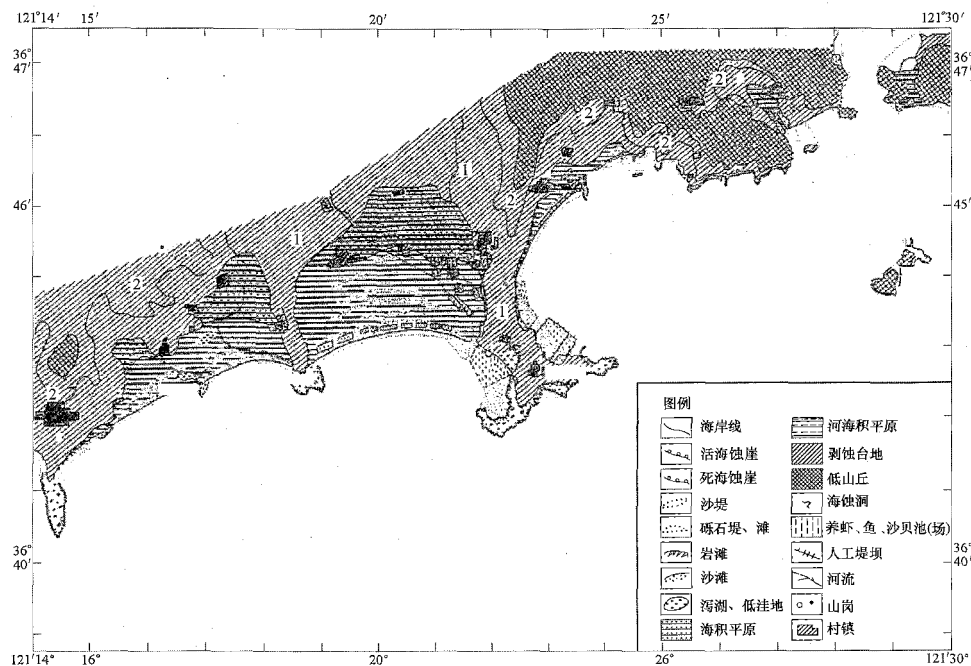 121°14′ 15′ 20′ 25′ 121°30′
36°
47′
36°
47′
46′
45′
36°
40′
36°
40′
2
4
2
2
1
2
1
2
1
2
图例
海岸线
活海蚀崖
死海蚀崖
沙堤
砾石堤、滩
岩滩
沙滩
泻湖、低洼地
海积平原
河海积平原
剥蚀台地
低山丘
海蚀洞
养虾、鱼、沙贝池(场)
人工堤坝
河流
山岗
村镇
121°14° 16° 20° 26° 121°30°